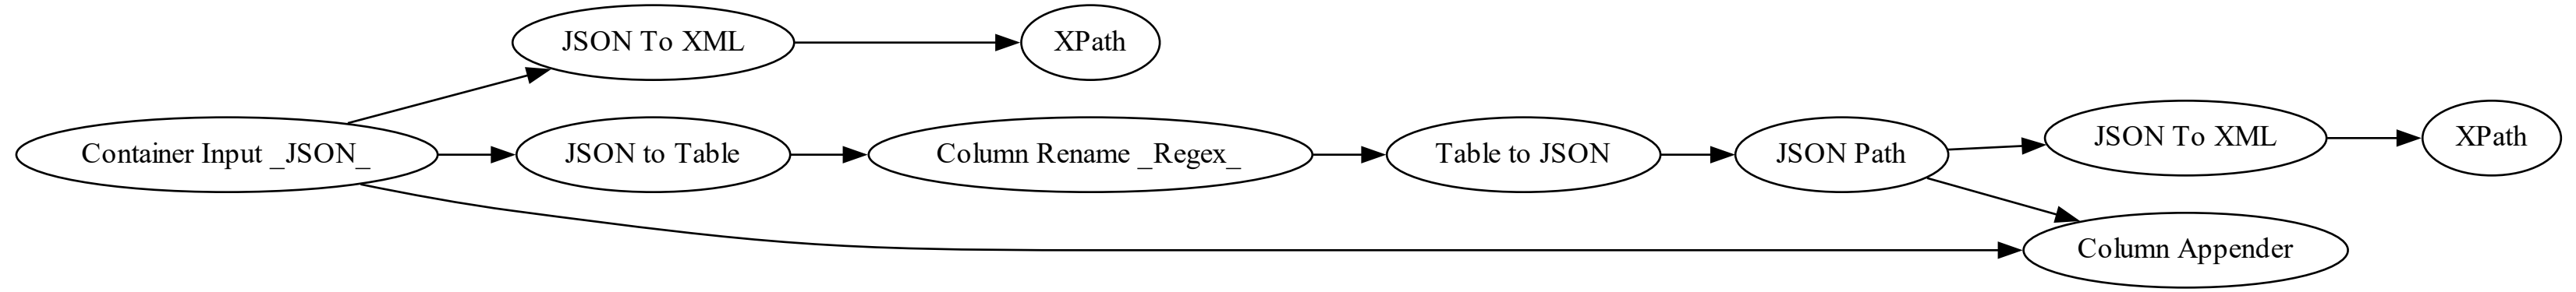 JSON To XML
XPath
Container Input _JSON_
JSON to Table
Column Rename _Regex_
Table to JSON
JSON Path
JSON To XML
XPath
Column Appender